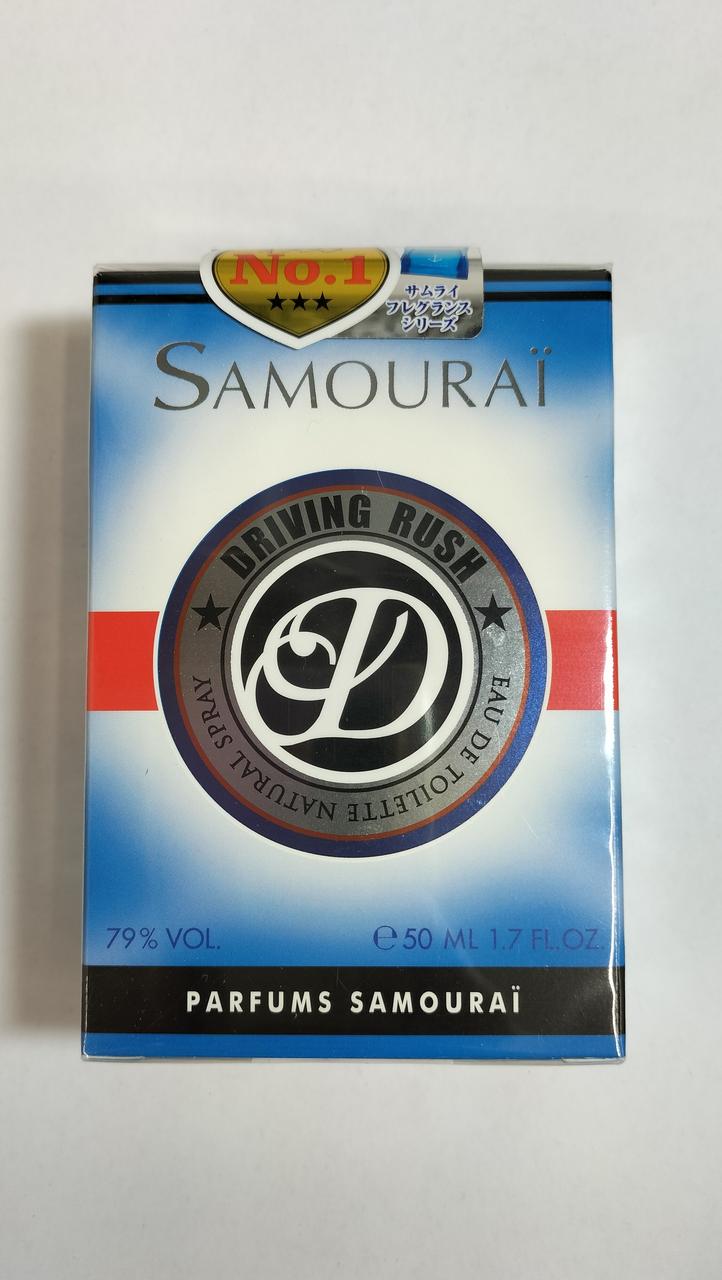 No.1
★★★
サムライ
フレグランス
シリーズ
SAMOURAÏ
DRIVING RUSH
D
EAU DE TOILETTE NATURAL SPRAY
79% VOL.
℮50 ML 1.7 FL.OZ.
PARFUMS SAMOURAÏ